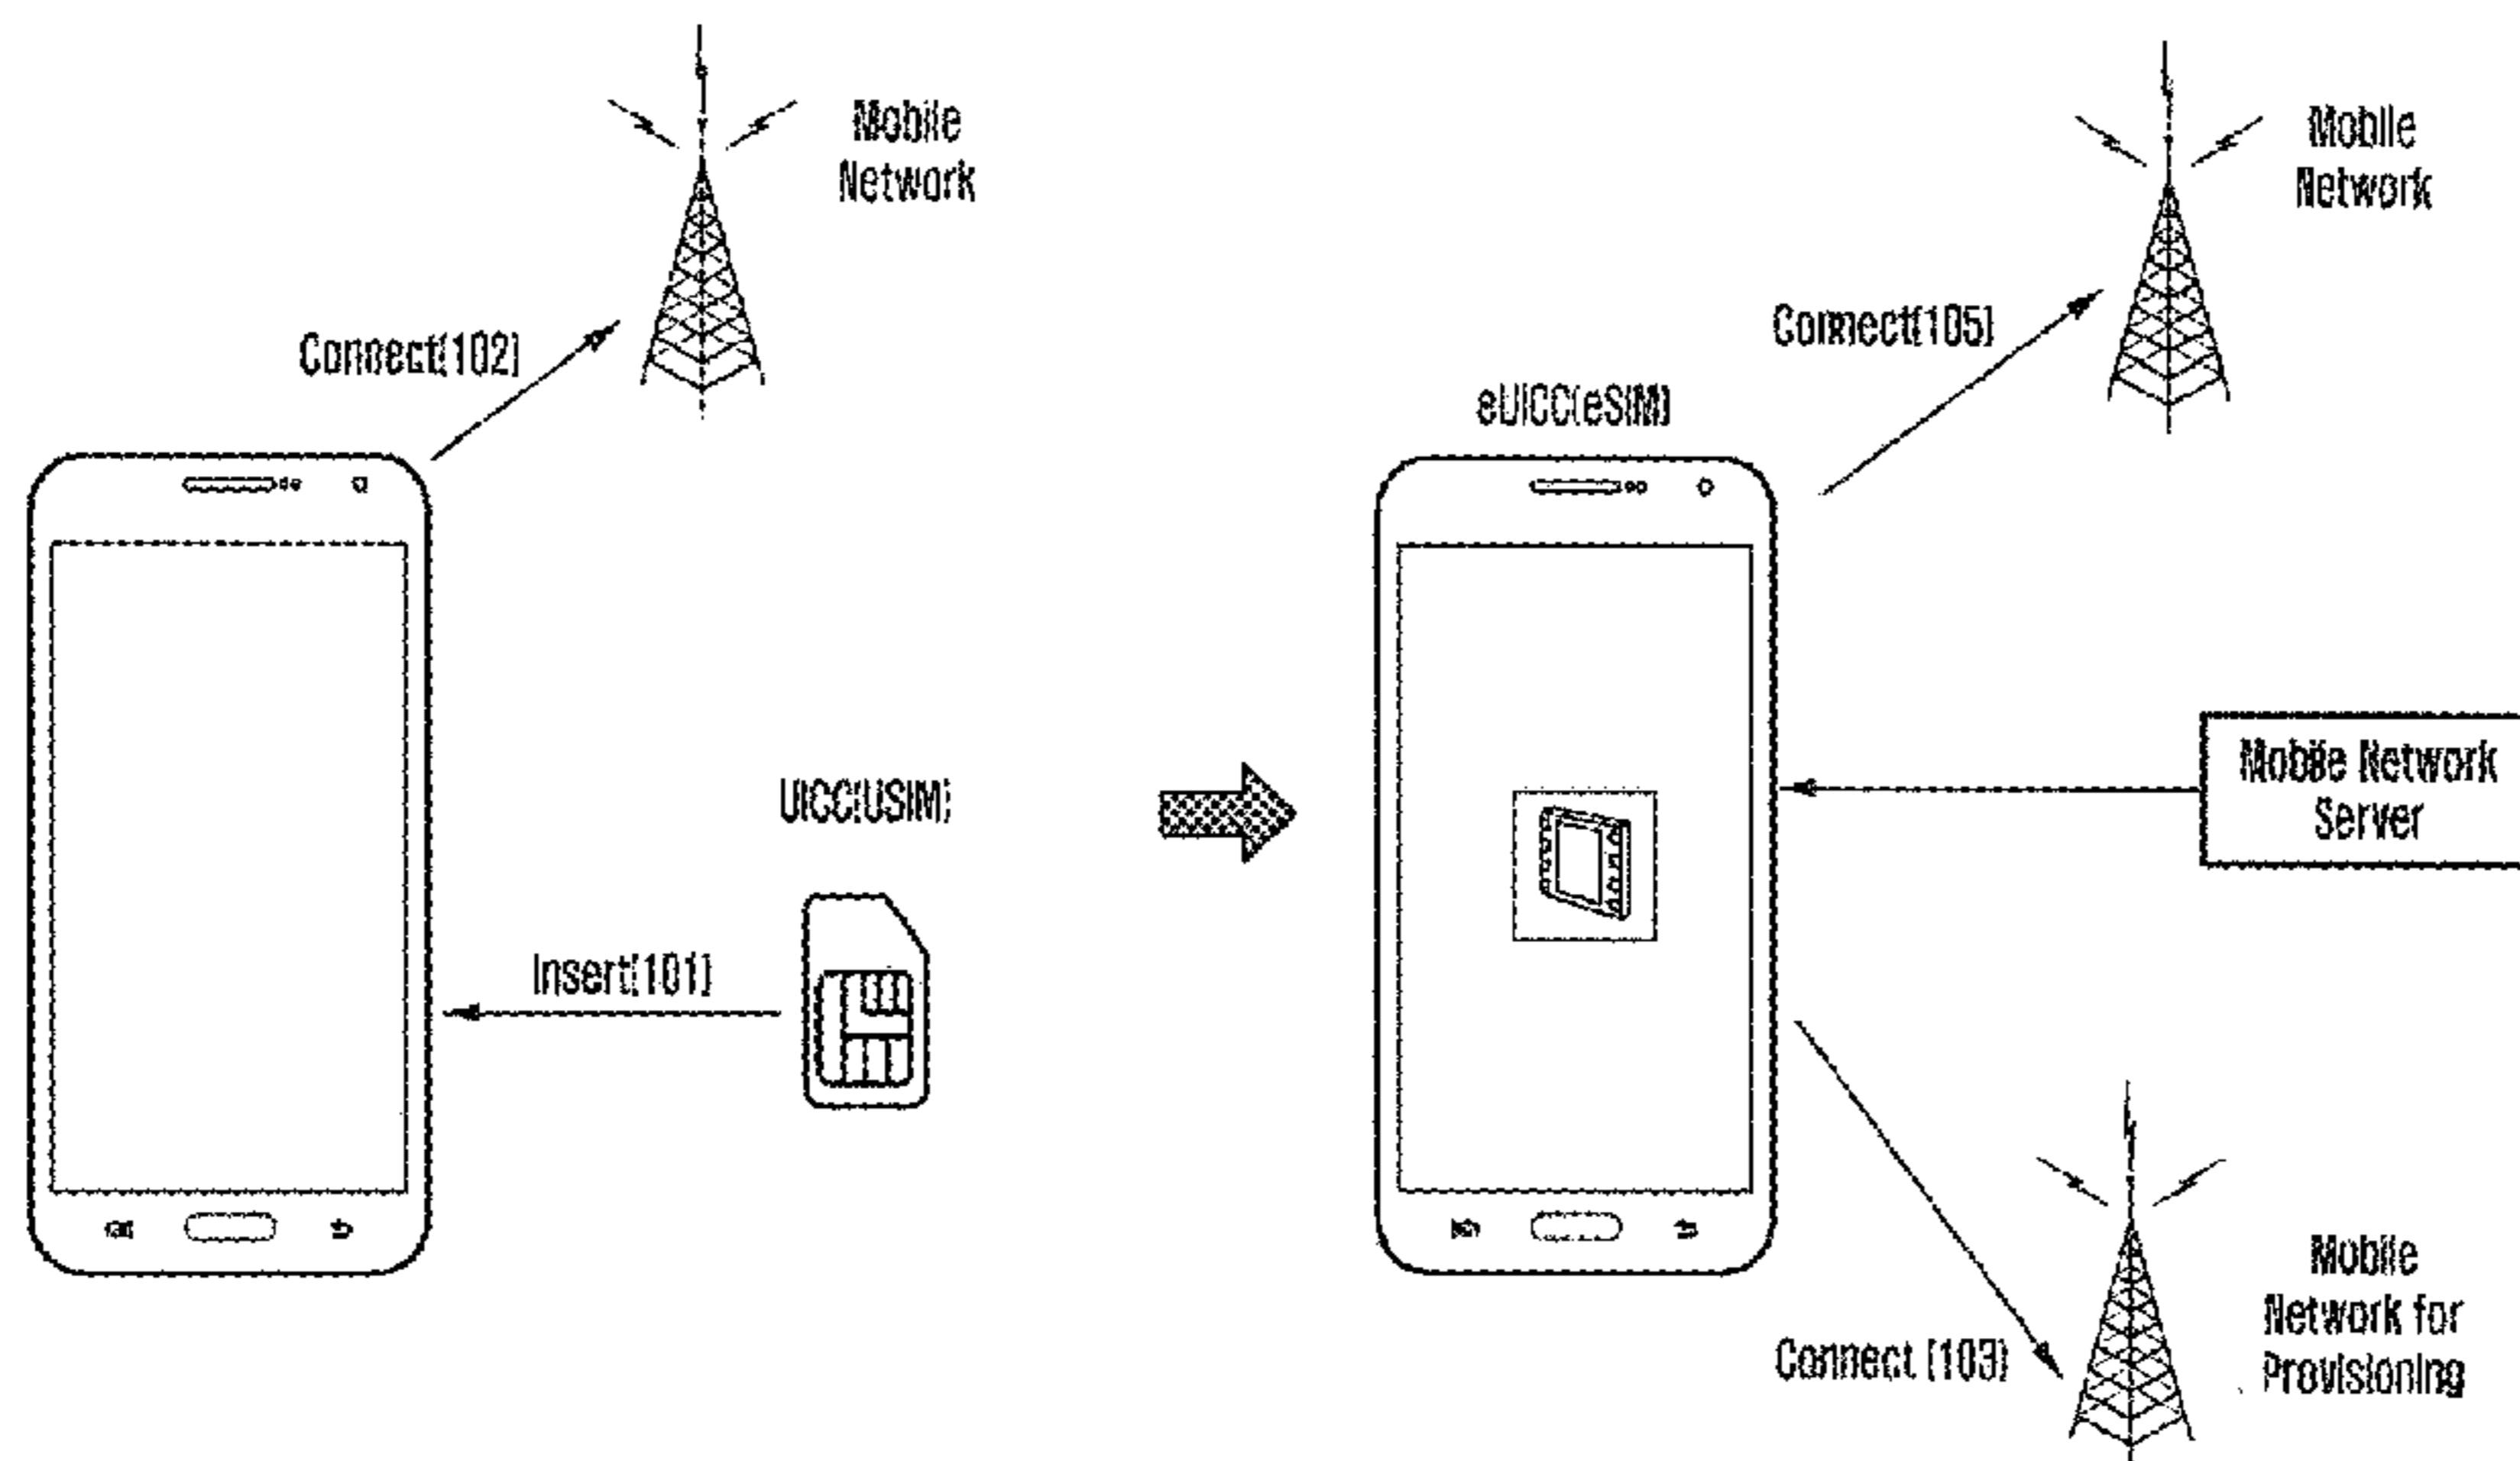 Mobile
Network
Connect(102)
UICC(USIM)
Insert(101)
Mobile
Network
Connect(105)
eUICC(eSIM)
Mobile Network
Server
Connect (103)
Mobile
Network for
Provisioning